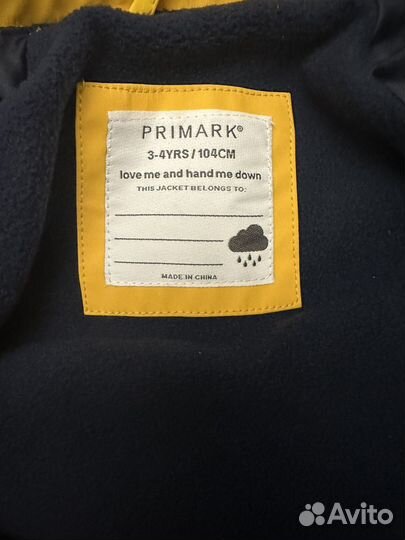 PRIMARK®
3-4YRS / 104CM
love me and hand me down
THIS JACKET BELONGS TO:
MADE IN CHINA
Avito